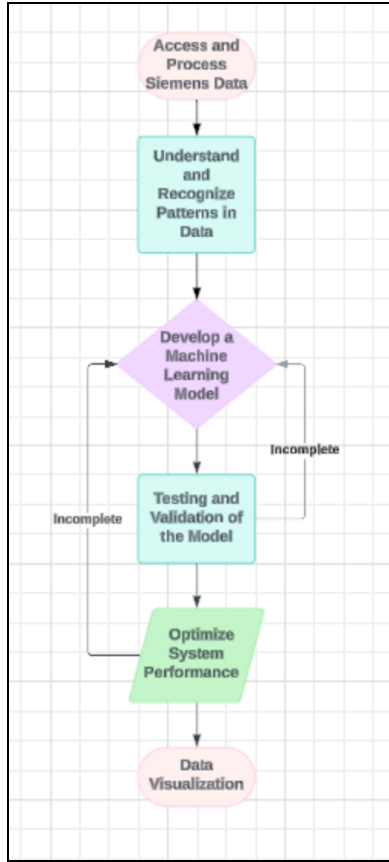 Access and
Process
Siemens Data
Understand
and
Recognize
Patterns in
Data
Develop a
Machine
Learning
Model
Incomplete
Testing and
Validation of
the Model
Incomplete
Optimize
System
Performance
Data
Visualization